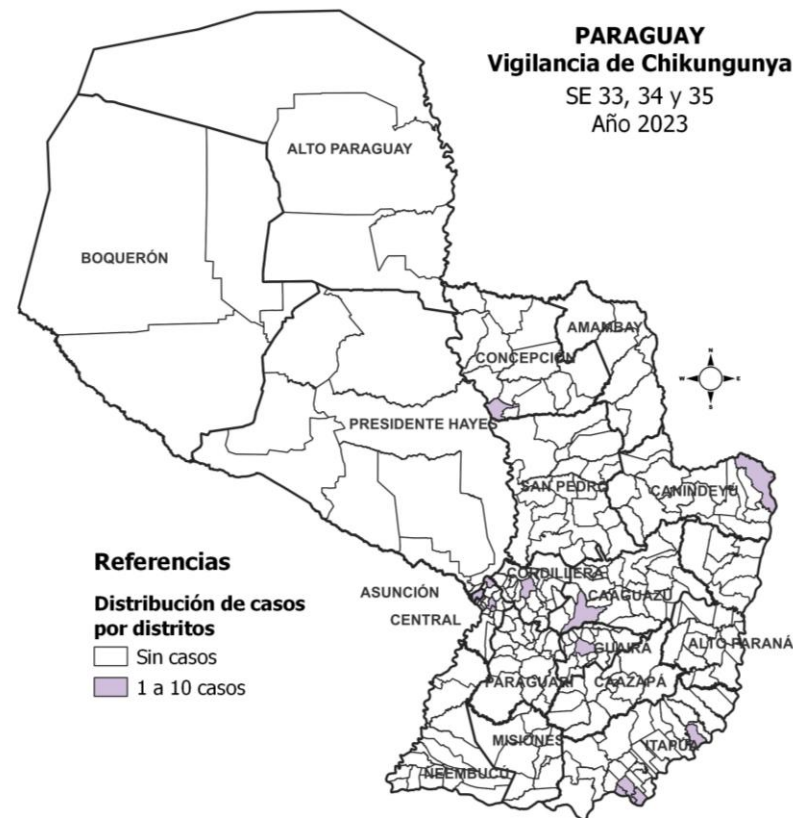 PARAGUAY
Vigilancia de Chikungunya
SE 33, 34 y 35
Año 2023
ALTO PARAGUAY
BOQUERÓN
AMAMBAY
CONCEPCIÓN
N
W E
S
PRESIDENTE HAYES
SAN PEDRO
CANINDEYÚ
Referencias
Distribución de casos
por distritos
Sin casos
1 a 10 casos
CORDILLERA
ASUNCIÓN
CAAGUAZÚ
CENTRAL
GUAIRÁ
ALTO PARANÁ
PARAGUARÍ
CAAZAPÁ
MISIONES
ITAPÚA
ÑEEMBUCÚ